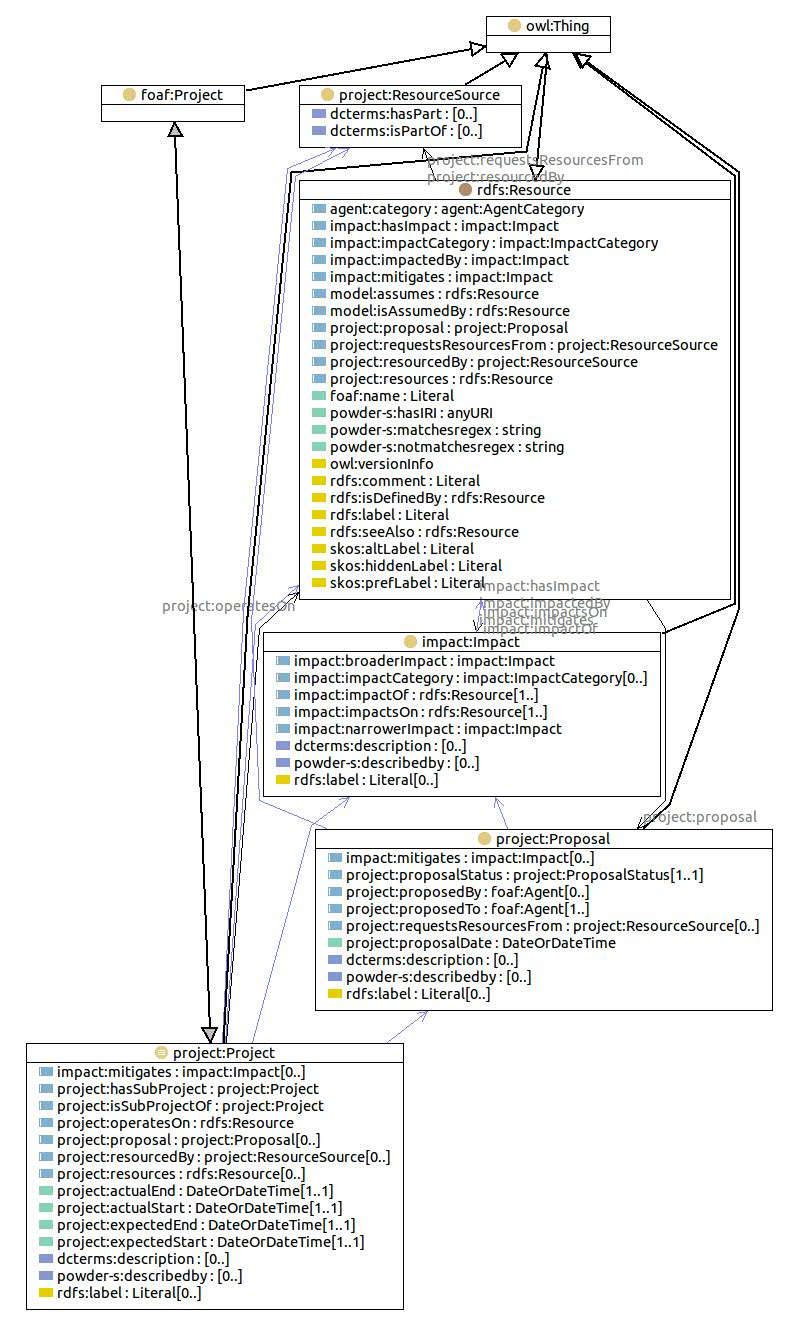 owl:Thing
foaf:Project
project:ResourceSource
dcterms:hasPart : [0..]
dcterms:isPartOf : [0..]
project:requestsResourcesFrom
project:resourcedBy
rdfs:Resource
agent:category : agent:AgentCategory
impact:hasImpact : impact:Impact
impact:impactCategory : impact:ImpactCategory
impact:impactedBy : impact:Impact
impact:mitigates : impact:Impact
model:assumes : rdfs:Resource
model:isAssumedBy : rdfs:Resource
project:proposal : project:Proposal
project:requestsResourcesFrom : project:ResourceSource
project:resourcedBy : project:ResourceSource
project:resources : rdfs:Resource
foaf:name : Literal
powder-s:hasIRI : anyURI
powder-s:matchesregex : string
powder-s:notmatchesregex : string
owl:versionInfo
rdfs:comment : Literal
rdfs:isDefinedBy : rdfs:Resource
rdfs:label : Literal
rdfs:seeAlso : rdfs:Resource
skos:altLabel : Literal
skos:hiddenLabel : Literal
skos:prefLabel : Literal
impact:hasImpact
impact:impactedBy
impact:impactsOn
impact:mitigates
impact:impactOf
project:operatesOn
impact:Impact
impact:broaderImpact : impact:Impact
impact:impactCategory : impact:ImpactCategory[0..]
impact:impactOf : rdfs:Resource[1..]
impact:impactsOn : rdfs:Resource[1..]
impact:narrowerImpact : impact:Impact
dcterms:description : [0..]
powder-s:describedby : [0..]
rdfs:label : Literal[0..]
project:proposal
project:Proposal
impact:mitigates : impact:Impact[0..]
project:proposalStatus : project:ProposalStatus[1..1]
project:proposedBy : foaf:Agent[0..]
project:proposedTo : foaf:Agent[1..]
project:requestsResourcesFrom : project:ResourceSource[0..]
project:proposalDate : DateOrDateTime
dcterms:description : [0..]
powder-s:describedby : [0..]
rdfs:label : Literal[0..]
project:Project
impact:mitigates : impact:Impact[0..]
project:hasSubProject : project:Project
project:isSubProjectOf : project:Project
project:operatesOn : rdfs:Resource
project:proposal : project:Proposal[0..]
project:resourcedBy : project:ResourceSource[0..]
project:resources : rdfs:Resource[0..]
project:actualEnd : DateOrDateTime[1..1]
project:actualStart : DateOrDateTime[1..1]
project:expectedEnd : DateOrDateTime[1..1]
project:expectedStart : DateOrDateTime[1..1]
dcterms:description : [0..]
powder-s:describedby : [0..]
rdfs:label : Literal[0..]